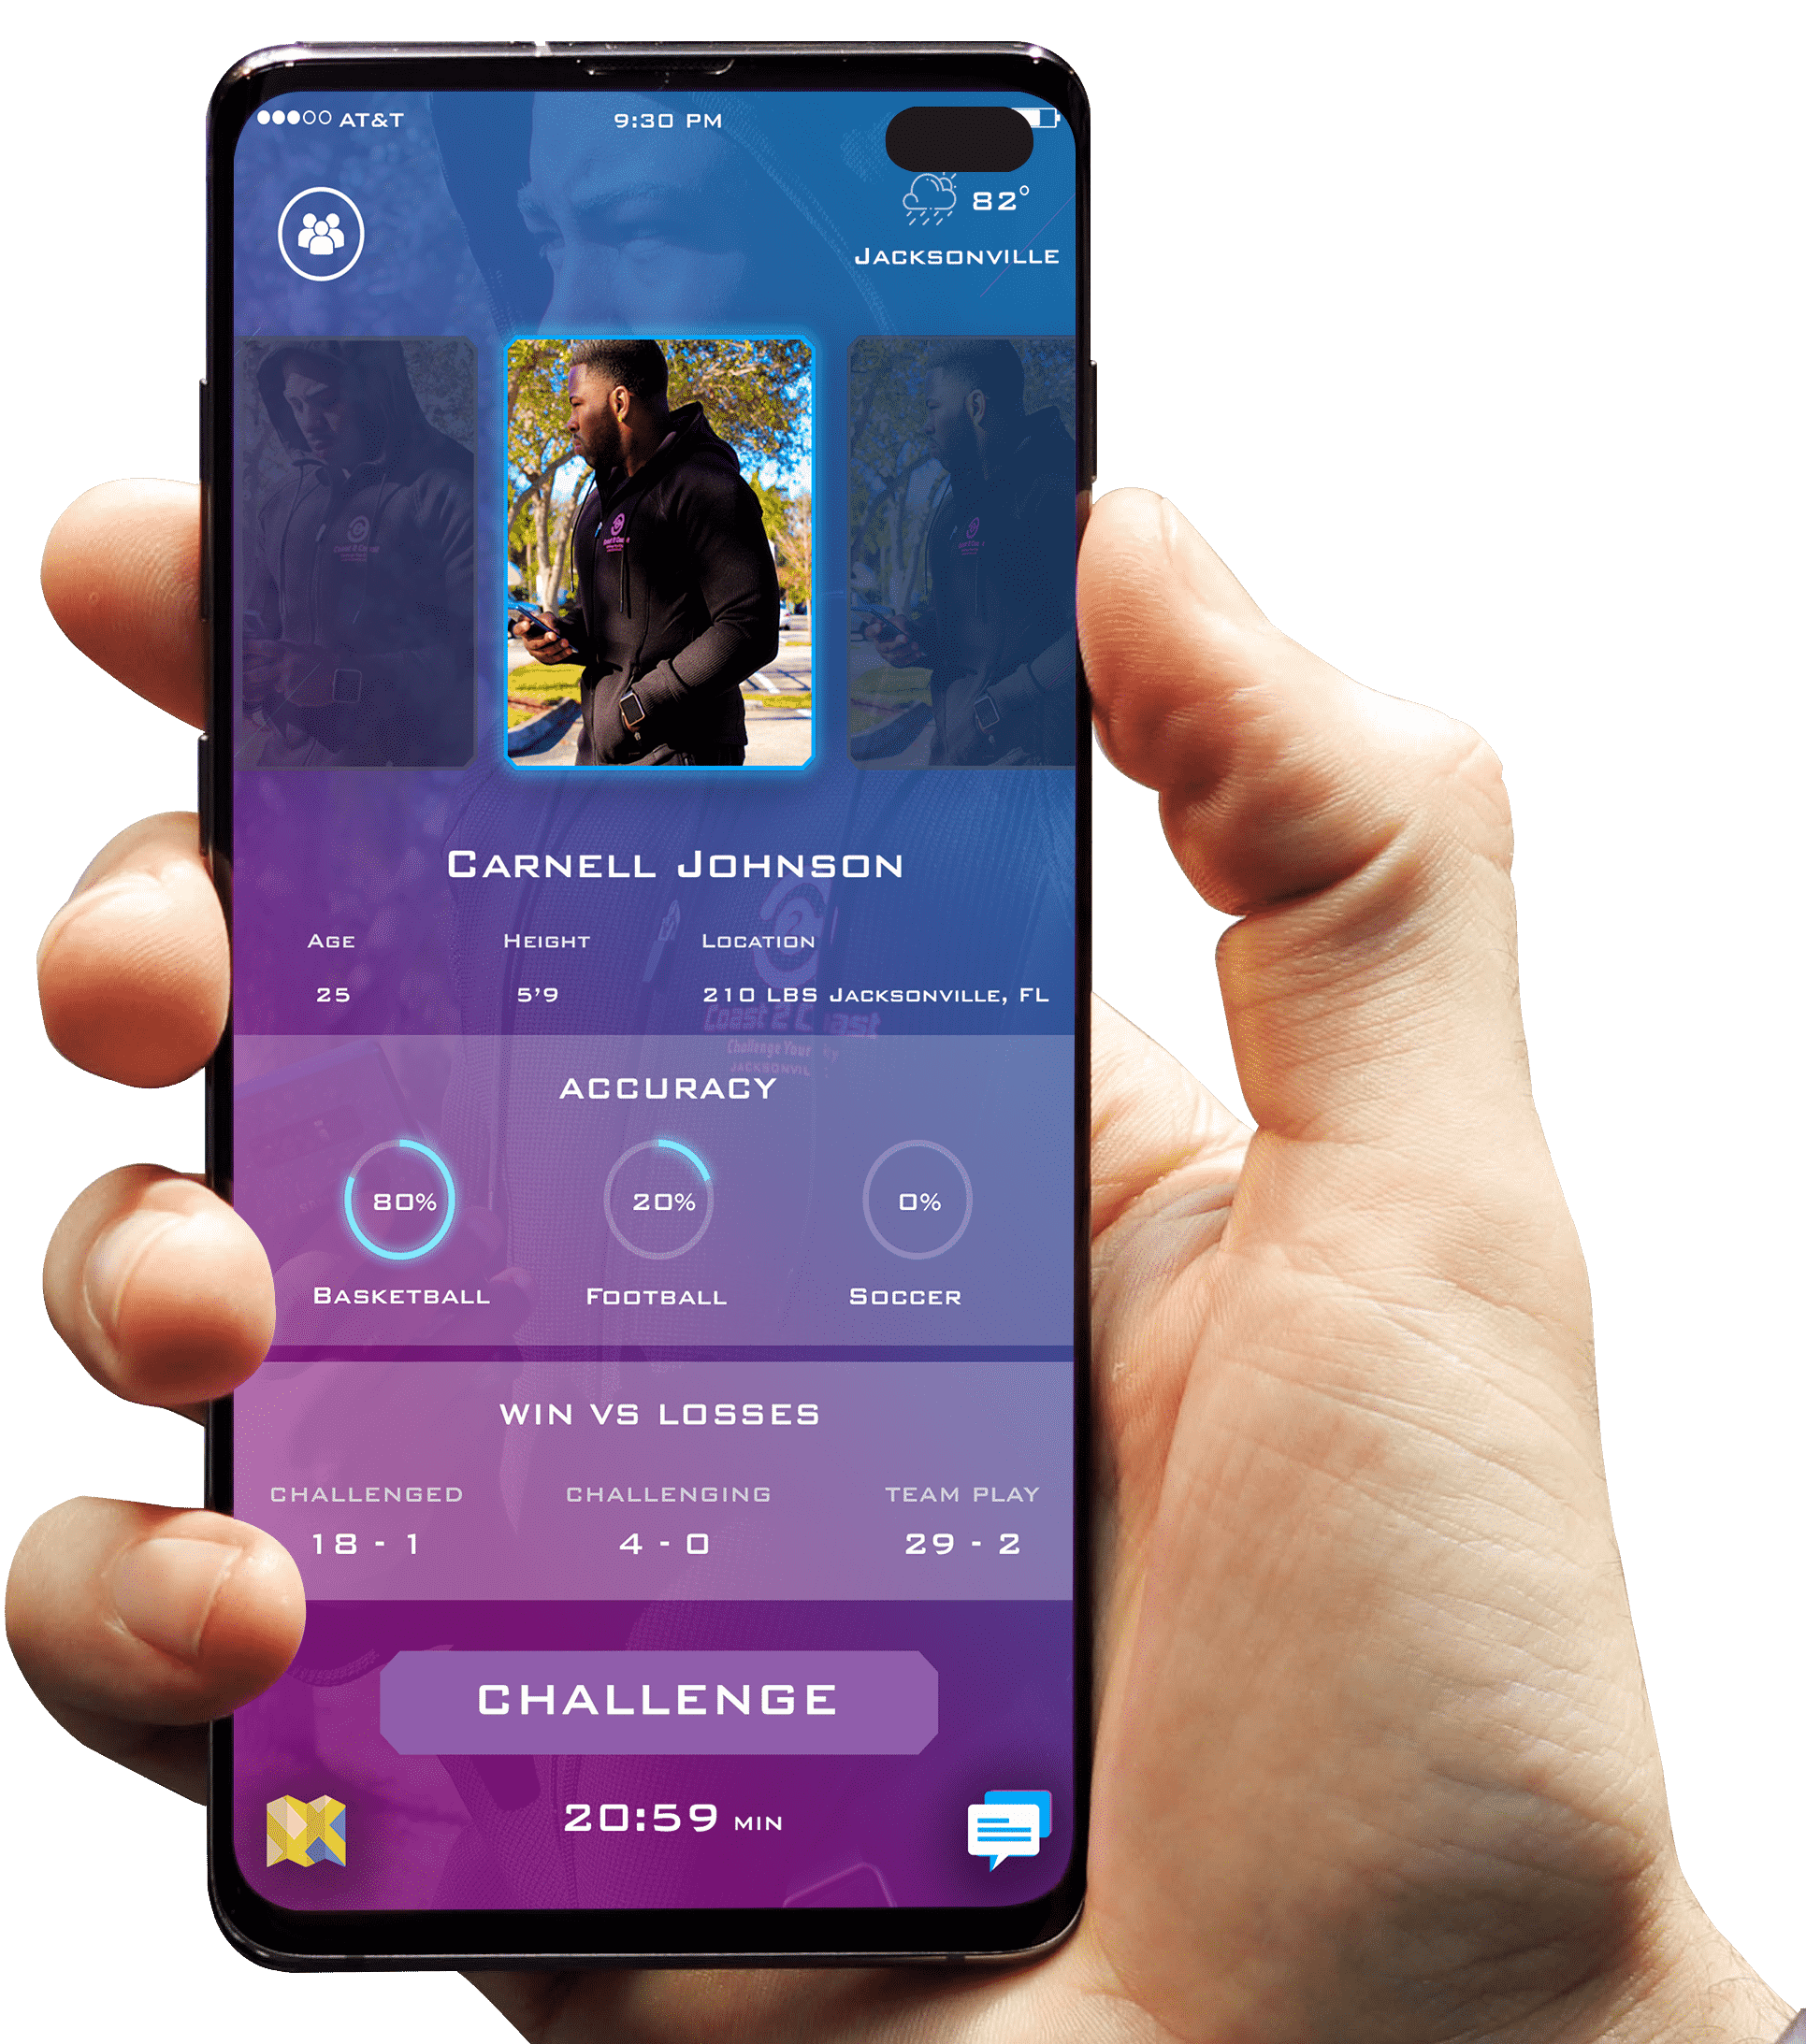 AT&T 9:30 PM
82°
Jacksonville
Carnell Johnson
Age Height Location
25 5'9 210 LBS Jacksonville, FL
Coast 2 Coast
Challenge Your
JACKSONVIL
ACCURACY
80% 20% 0%
Basketball Football Soccer
WIN VS LOSSES
CHALLENGED CHALLENGING TEAM PLAY
18 - 1 4 - 0 29 - 2
CHALLENGE
20:59 MIN